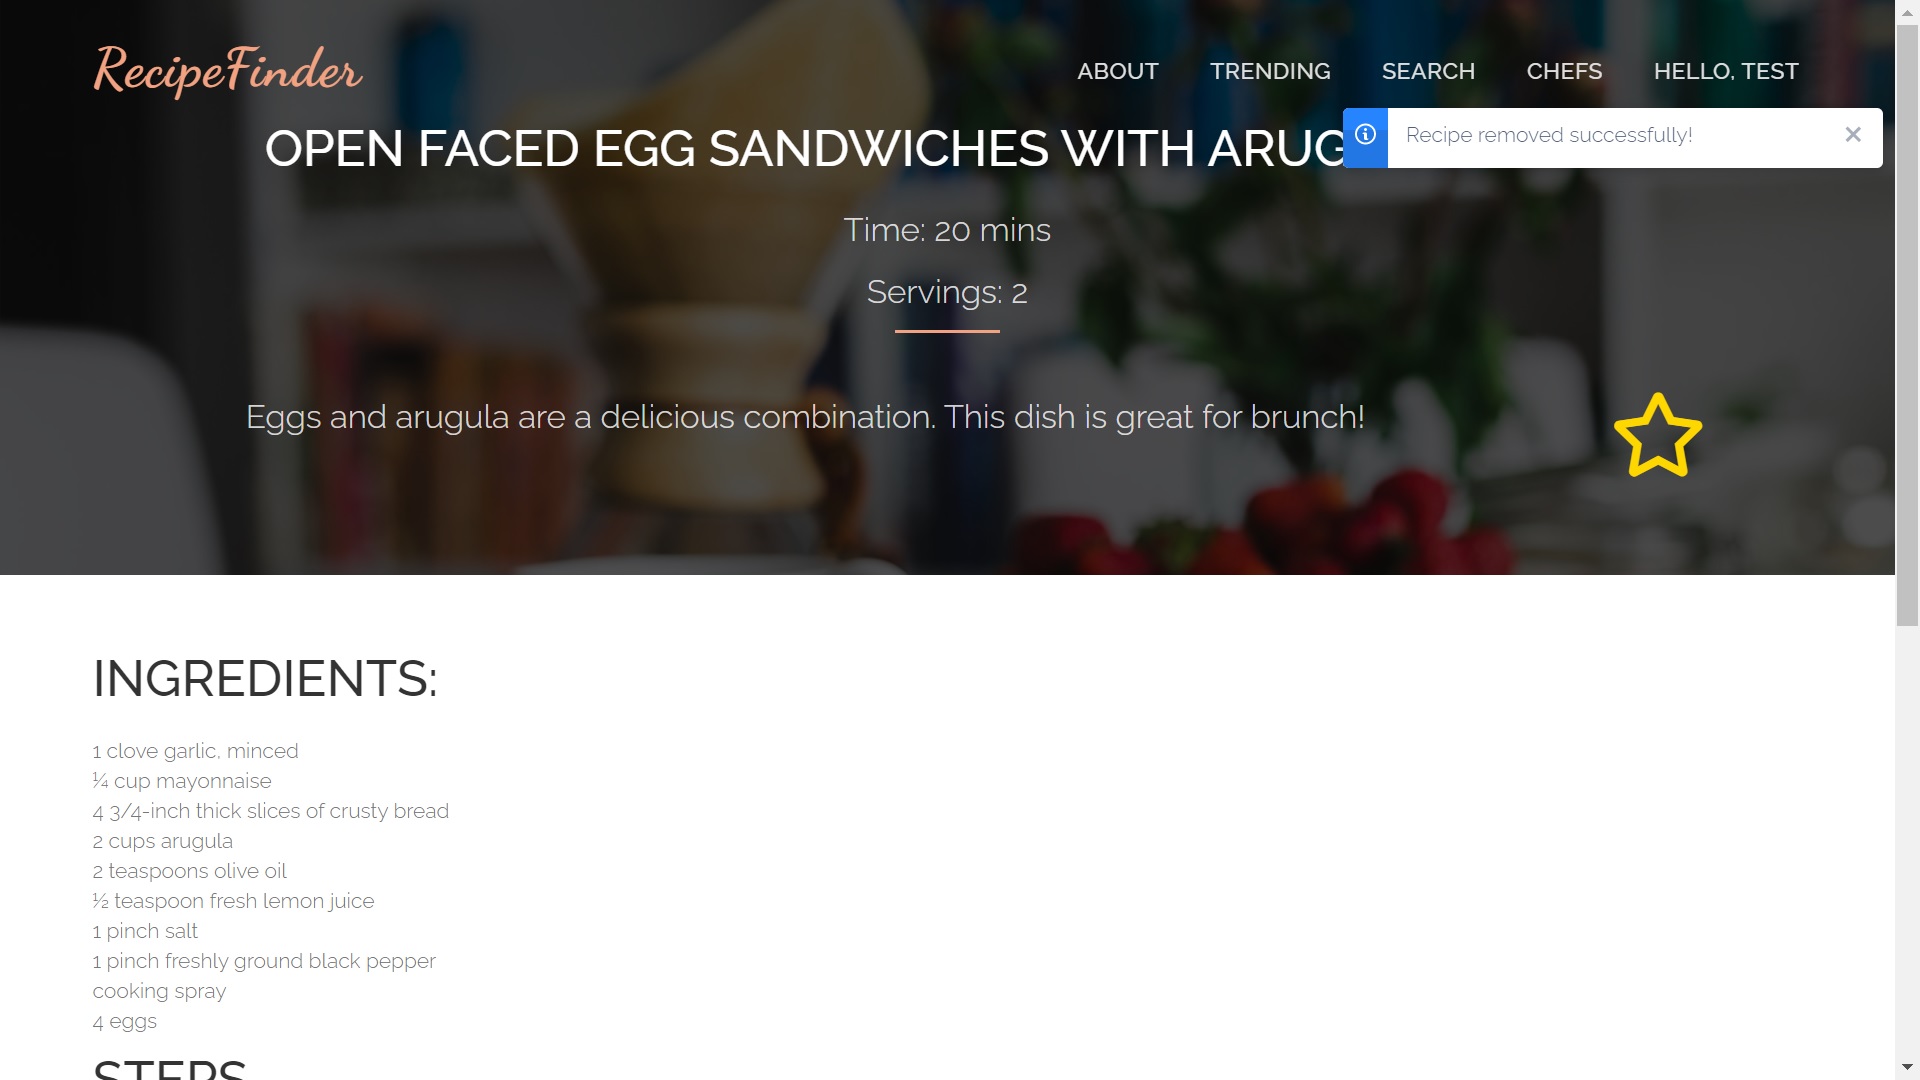 RecipeFinder
ABOUT TRENDING SEARCH CHEFS HELLO, TEST
Recipe removed successfully!
OPEN FACED EGG SANDWICHES WITH
Time: 20 mins
Servings: 2
Eggs and arugula are a delicious combination. This dish is great for brunch!
INGREDIENTS:
1 clove garlic, minced
¼ cup mayonnaise
4 3/4-inch thick slices of crusty bread
2 cups arugula
2 teaspoons olive oil
½ teaspoon fresh lemon juice
1 pinch salt
1 pinch freshly ground black pepper
cooking spray
4 eggs
STEPS